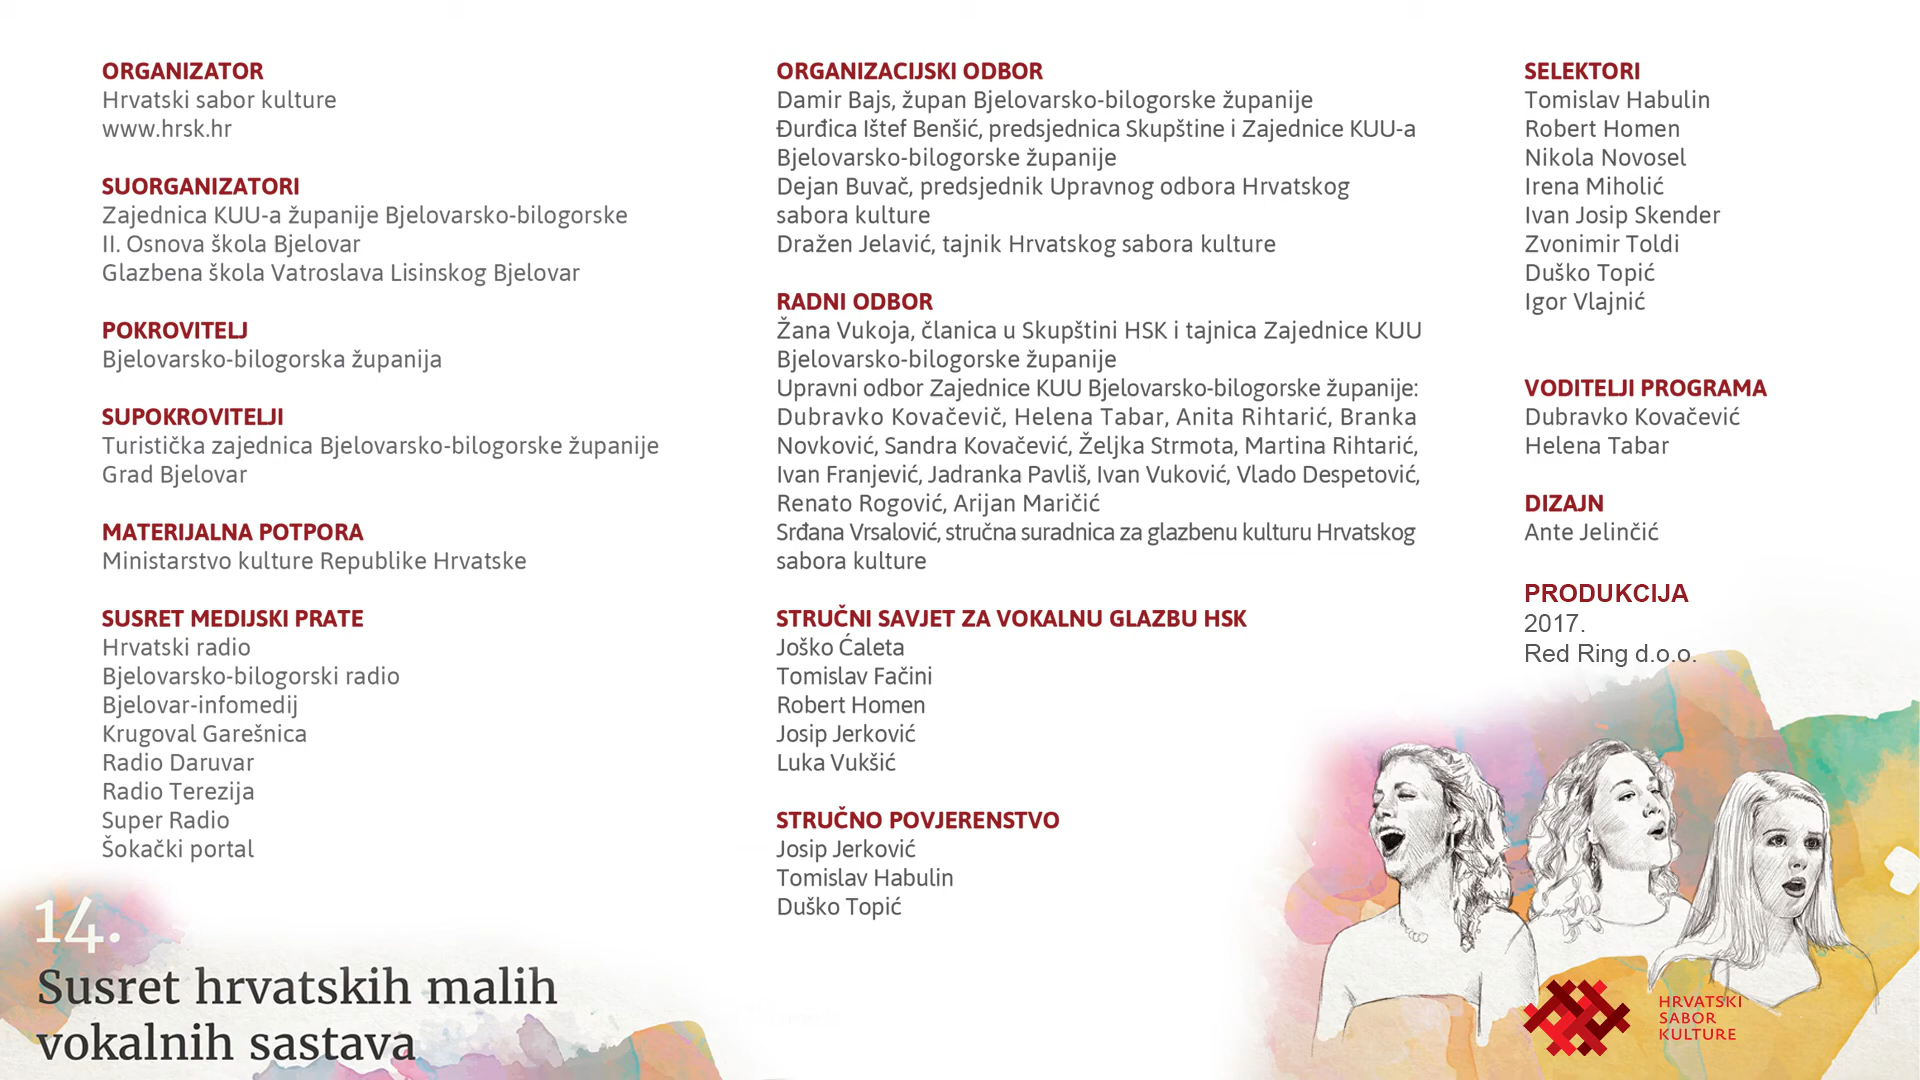 ORGANIZATOR
Hrvatski sabor kulture
www.hrsk.hr
SUORGANIZATORI
Zajednica KUU-a županije Bjelovarsko-bilogorske
II. Osnova škola Bjelovar
Glazbena škola Vatroslava Lisinskog Bjelovar
POKROVITELJ
Bjelovarsko-bilogorska županija
SUPOKROVITELJI
Turistička zajednica Bjelovarsko-bilogorske županije
Grad Bjelovar
MATERIJALNA POTPORA
Ministarstvo kulture Republike Hrvatske
SUSRET MEDIJSKI PRATE
Hrvatski radio
Bjelovarsko-bilogorski radio
Bjelovar-infomedij
Krugoval Garešnica
Radio Daruvar
Radio Terezija
Super Radio
Šokački portal
14.
Susret hrvatskih malih
vokalnih sastava
ORGANIZACIJSKI ODBOR
Damir Bajs, župan Bjelovarsko-bilogorske županije
Đurđica Ištef Benšić, predsjednica Skupštine i Zajednice KUU-a
Bjelovarsko-bilogorske županije
Dejan Buvač, predsjednik Upravnog odbora Hrvatskog
sabora kulture
Dražen Jelavić, tajnik Hrvatskog sabora kulture
RADNI ODBOR
Žana Vukoja, članica u Skupštini HSK i tajnica Zajednice KUU
Bjelovarsko-bilogorske županije
Upravni odbor Zajednice KUU Bjelovarsko-bilogorske županije:
Dubravko Kovačevič, Helena Tabar, Anita Rihtarić, Branka
Novković, Sandra Kovačević, Željka Strmota, Martina Rihtarić,
Ivan Franjević, Jadranka Pavliš, Ivan Vuković, Vlado Despetović,
Renato Rogović, Arijan Maričić
Srđana Vrsalović, stručna suradnica za glazbenu kulturu Hrvatskog
sabora kulture
STRUČNI SAVJET ZA VOKALNU GLAZBU HSK
Joško Ćaleta
Tomislav Fačini
Robert Homen
Josip Jerković
Luka Vukšić
STRUČNO POVJERENSTVO
Josip Jerković
Tomislav Habulin
Duško Topić
SELEKTORI
Tomislav Habulin
Robert Homen
Nikola Novosel
Irena Miholić
Ivan Josip Skender
Zvonimir Toldi
Duško Topić
Igor Vlajnić
VODITELJI PROGRAMA
Dubravko Kovačević
Helena Tabar
DIZAJN
Ante Jelinčić
PRODUKCIJA
2017.
Red Ring d.o.o.
HRVATSKI
SABOR
KULTURE